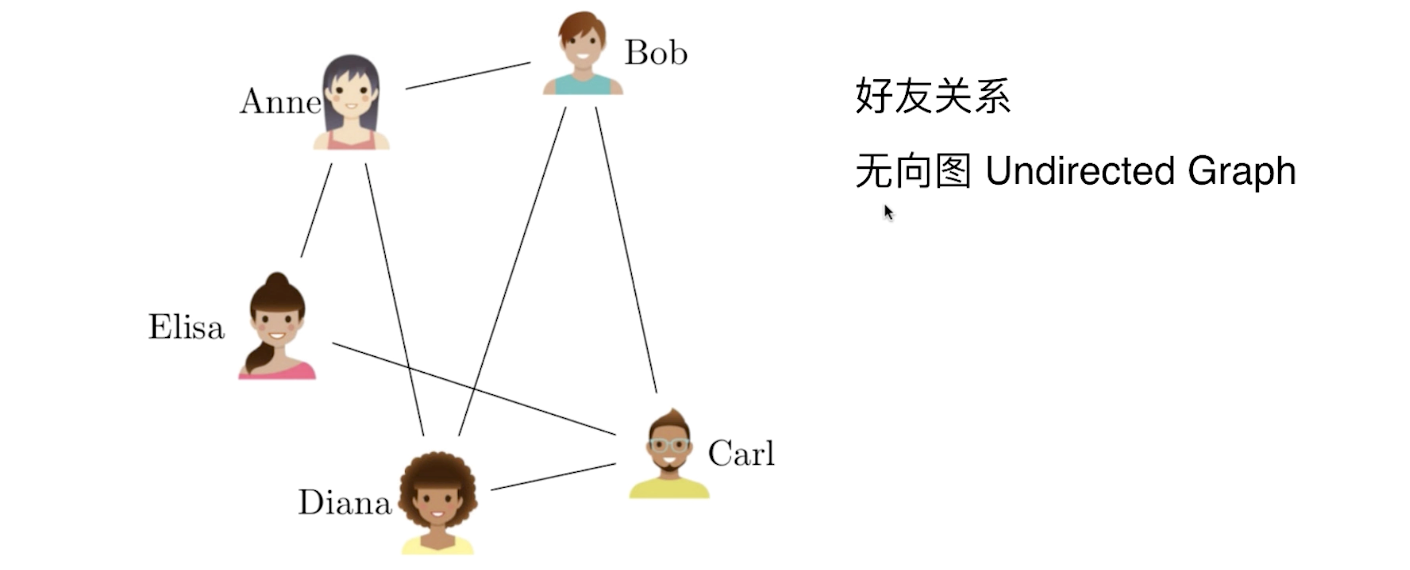 Bob
Anne
Elisa
Carl
Diana
好友关系
无向图 Undirected Graph